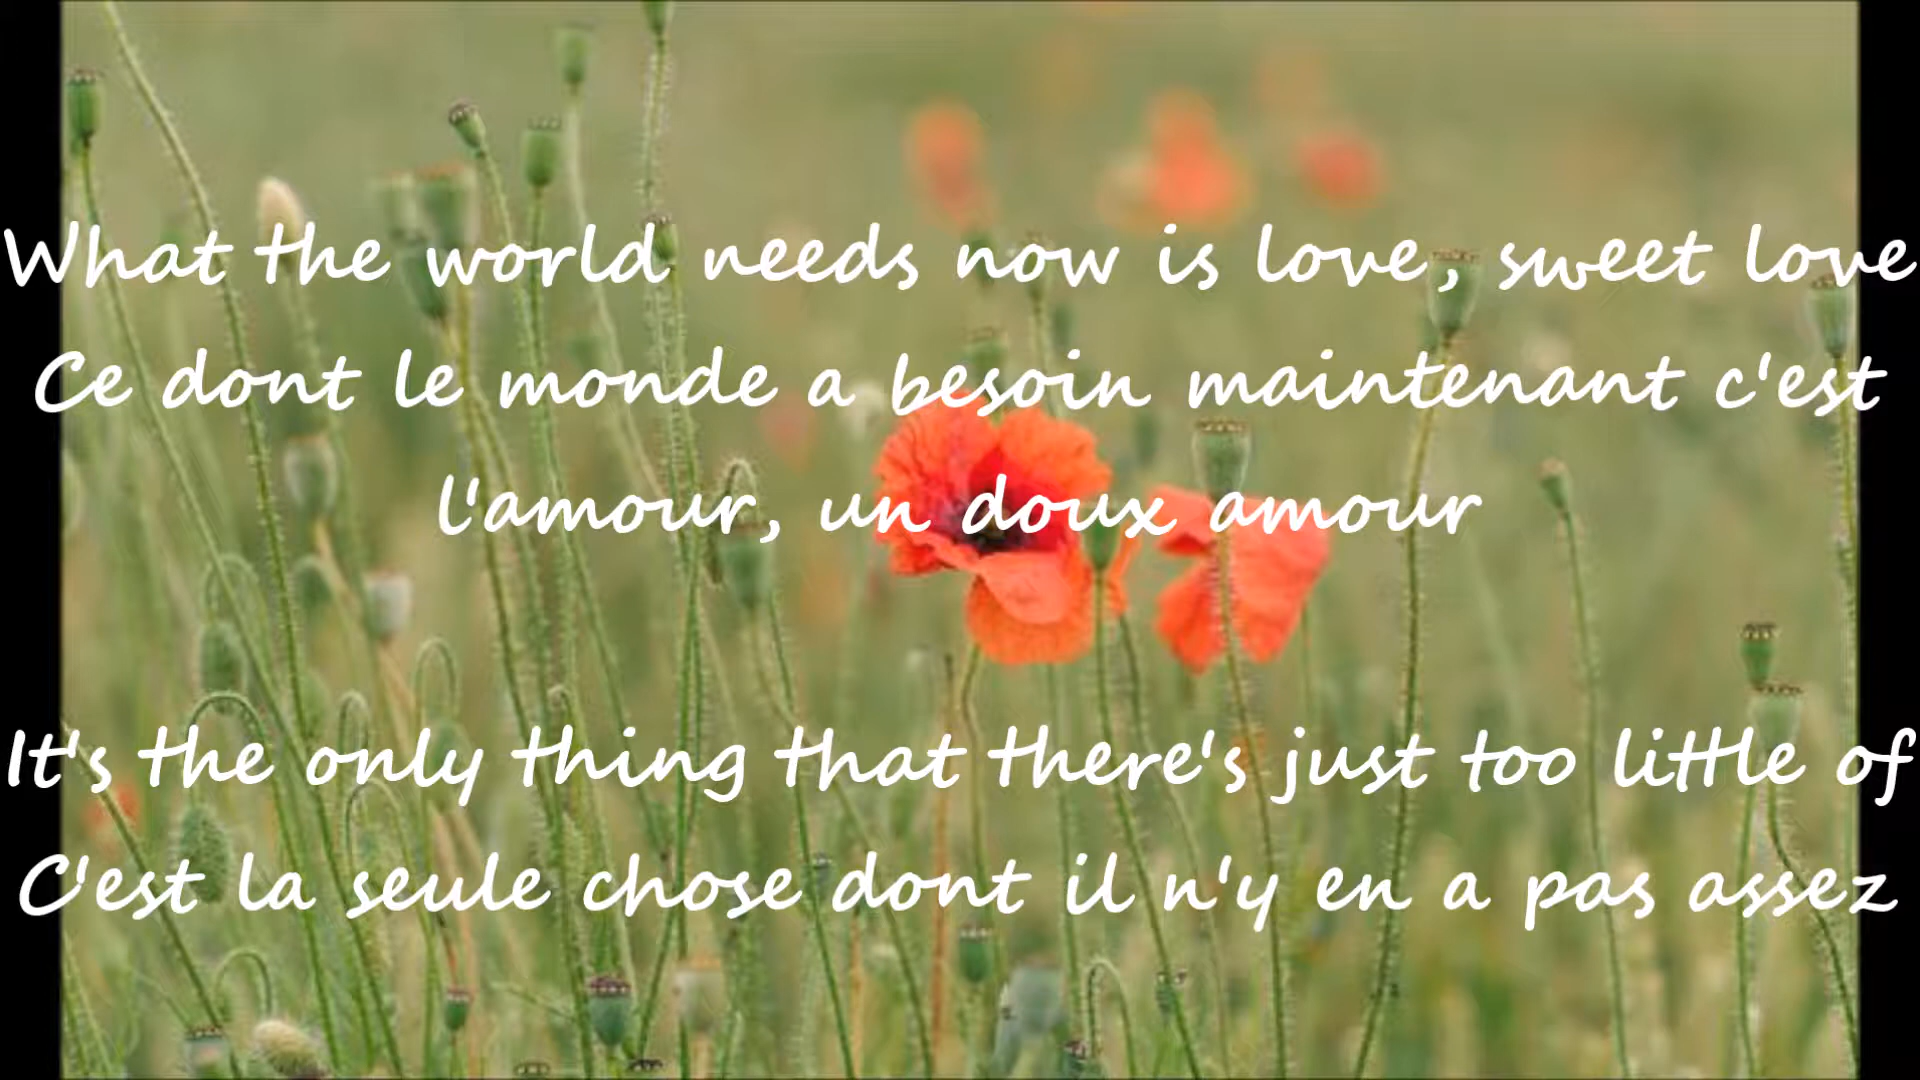 What the world needs now is love, sweet love
Ce dont le monde a besoin maintenant c'est
l'amour, un doux amour
It's the only thing that there's just too little of
C'est la seule chose dont il n'y en a pas assez